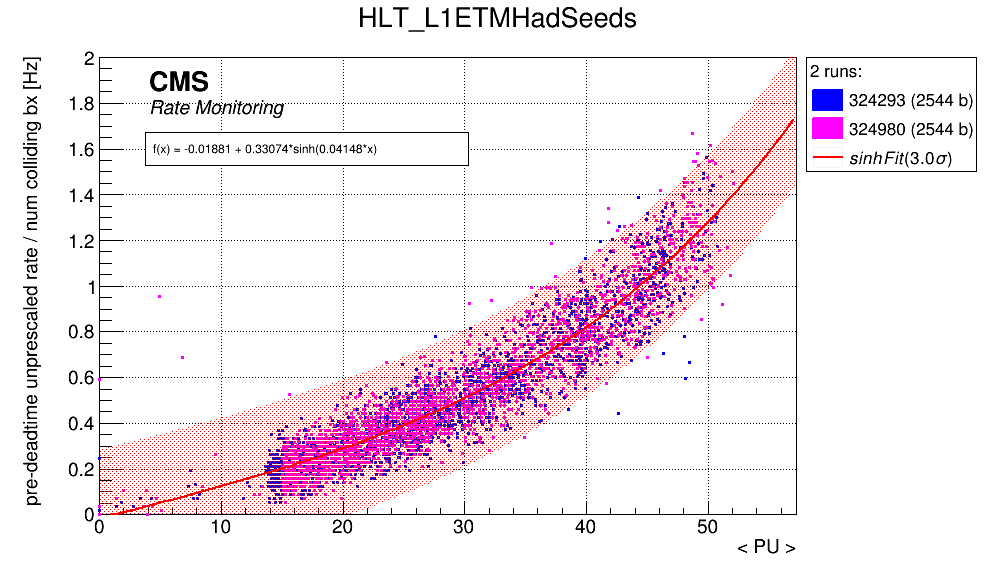 HLT_L1ETMHadSeeds
pre-deadtime unprescaled rate / num colliding bx [Hz]
2
1.8
1.6
1.4
1.2
1
0.8
0.6
0.4
0.2
0
CMS
Rate Monitoring
f(x) = -0.01881 + 0.33074*sinh(0.04148*x)
0 10 20 30 40 50
< PU >
2 runs:
324293 (2544 b)
324980 (2544 b)
sinhFit(3.0σ)